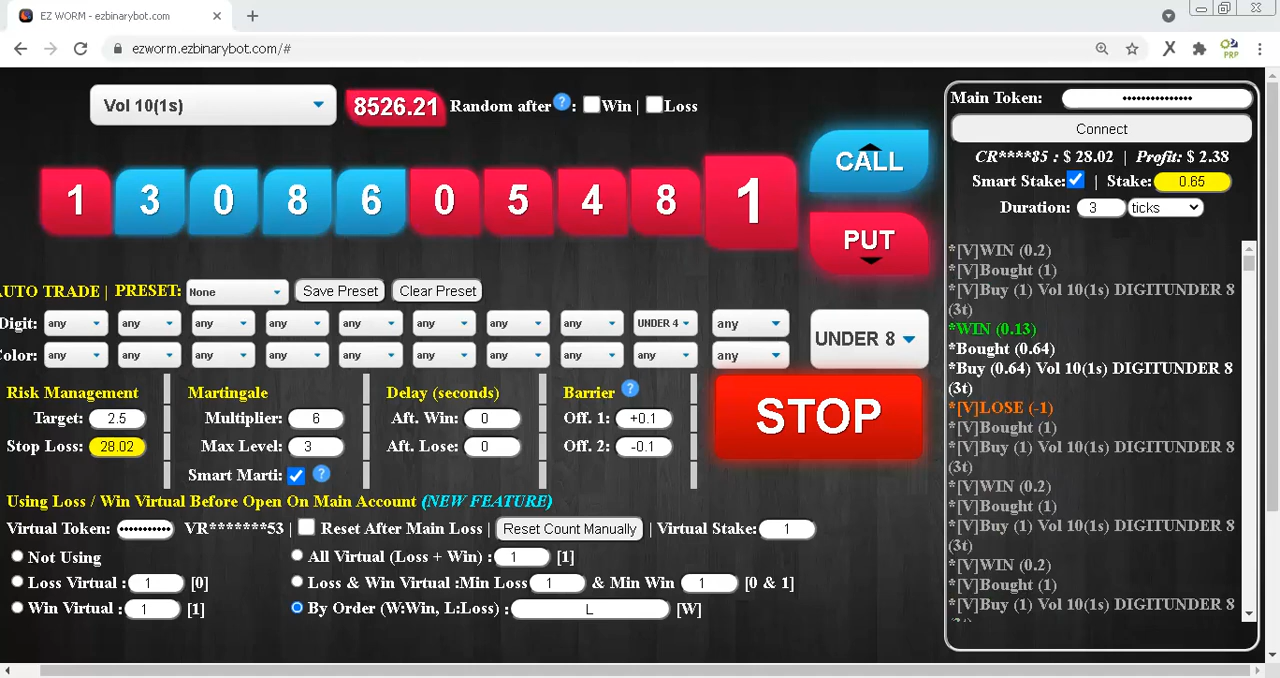 EZ WORM - ezbinarybot.com
ezworm.ezbinarybot.com/#
PRP
Vol 10(1s) 8526.21 Random after ? : Win | Loss
1 3 0 8 6 0 5 4 8 1
CALL
PUT
AUTO TRADE | PRESET: None Save Preset Clear Preset
Digit: any any any any any any any any UNDER 4 any
UNDER 8
Color: any any any any any any any any any any
Risk Management Martingale Delay (seconds) Barrier ?
Target: 2.5 Multiplier: 6 Aft. Win: 0 Off. 1: +0.1
Stop Loss: 28.02 Max Level: 3 Aft. Lose: 0 Off. 2: -0.1
Smart Marti: ?
STOP
Using Loss / Win Virtual Before Open On Main Account (NEW FEATURE)
Virtual Token: •••••••••• VR*******53 | Reset After Main Loss | Reset Count Manually | Virtual Stake: 1
Not Using All Virtual (Loss + Win) : 1 [1]
Loss Virtual : 1 [0] Loss & Win Virtual :Min Loss 1 & Min Win 1 [0 & 1]
Win Virtual : 1 [1] By Order (W:Win, L:Loss) : L [W]
Main Token: •••••••••••••••
Connect
CR****85 : $ 28.02 | Profit: $ 2.38
Smart Stake: | Stake: 0.65
Duration: 3 ticks
*[V]WIN (0.2)
*[V]Bought (1)
*[V]Buy (1) Vol 10(1s) DIGITUNDER 8
(3t)
*WIN (0.13)
*Bought (0.64)
*Buy (0.64) Vol 10(1s) DIGITUNDER 8
(3t)
*[V]LOSE (-1)
*[V]Bought (1)
*[V]Buy (1) Vol 10(1s) DIGITUNDER 8
(3t)
*[V]WIN (0.2)
*[V]Bought (1)
*[V]Buy (1) Vol 10(1s) DIGITUNDER 8
(3t)
*[V]WIN (0.2)
*[V]Bought (1)
*[V]Buy (1) Vol 10(1s) DIGITUNDER 8